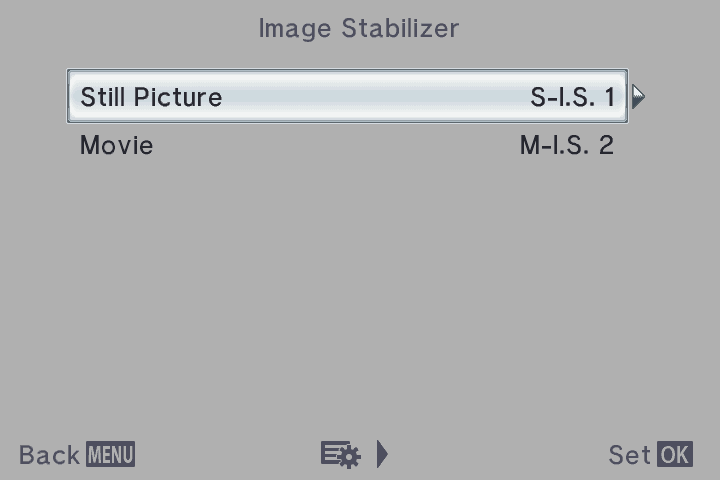 Image Stabilizer
Still Picture S-I.S. 1
Movie M-I.S. 2
Back MENU Set OK